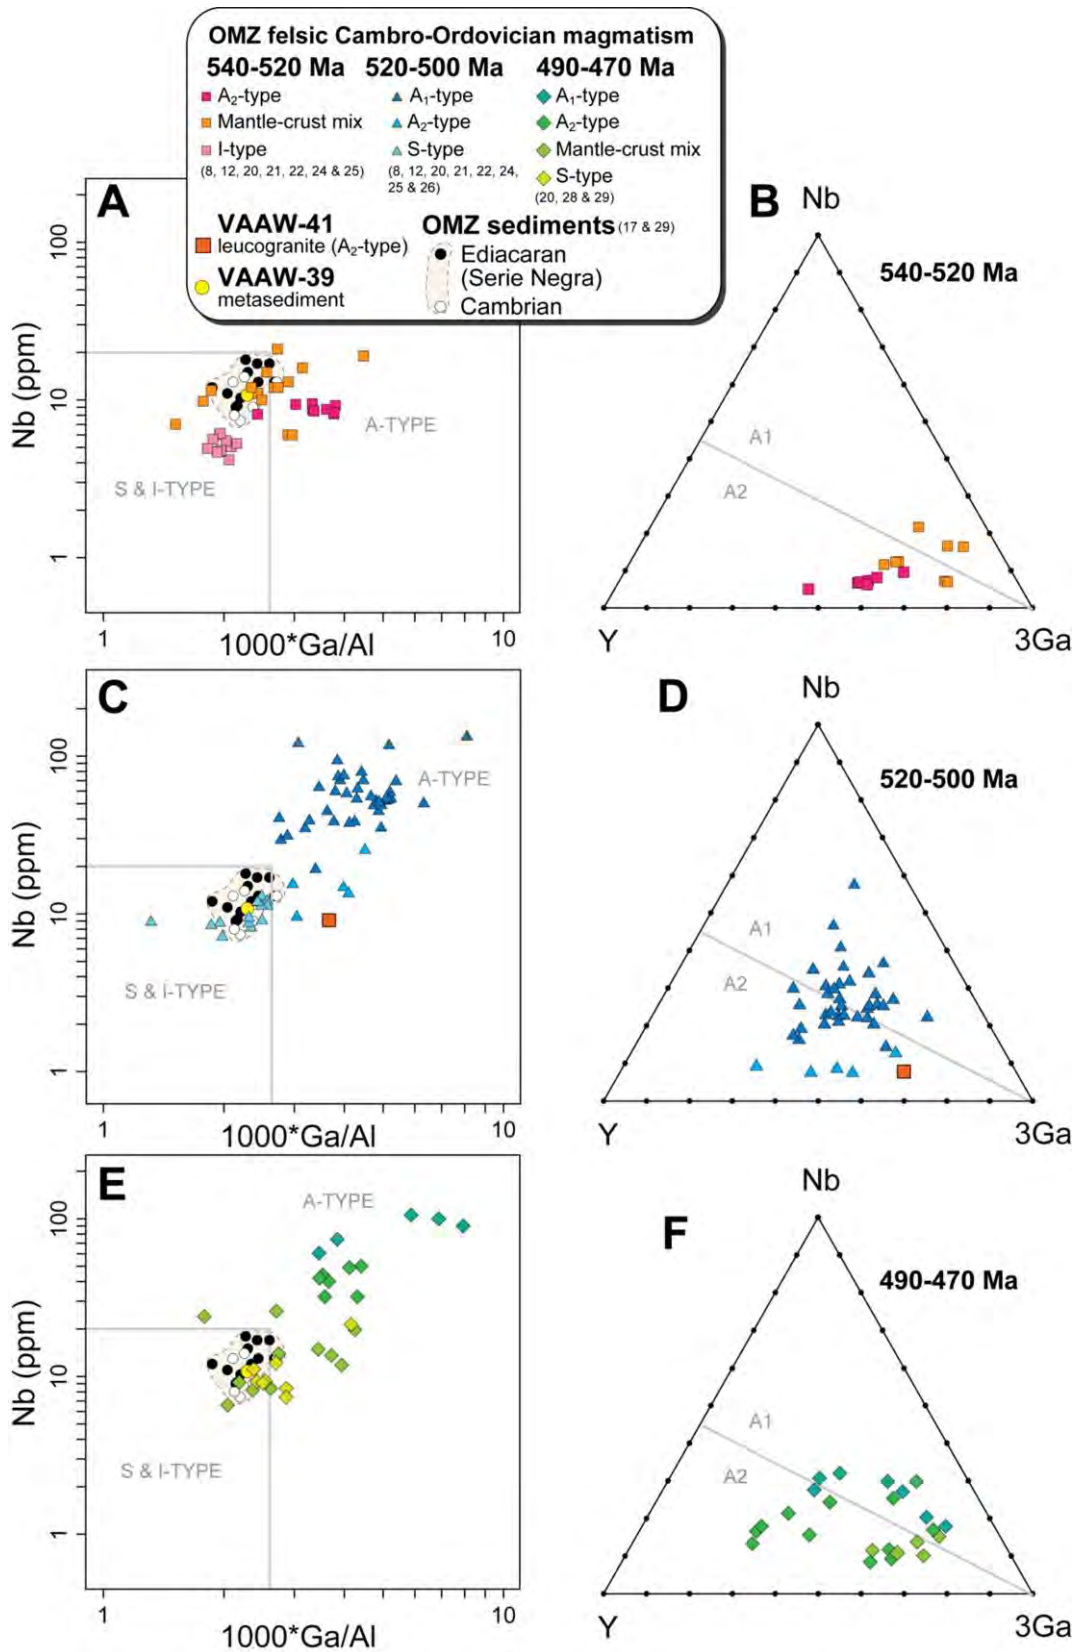 OMZ felsic Cambro-Ordovician magmatism
540-520 Ma 520-500 Ma 490-470 Ma
A₂-type A₁-type A₁-type
Mantle-crust mix A₂-type A₂-type
I-type S-type Mantle-crust mix
(8, 12, 20, 21, 22, 24 & 25) (8, 12, 20, 21, 22, 24, S-type
25 & 26) (20, 28 & 29)
VAAW-41 OMZ sediments (17 & 29)
leucogranite (A₂-type) Ediacaran
(Serie Negra)
VAAW-39
metasediment Cambrian
A
Nb (ppm)
100
10
1
A-TYPE
S & I-TYPE
1 1000*Ga/Al 10
B
Nb
540-520 Ma
A1
A2
Y 3Ga
C
Nb (ppm)
100
10
1
A-TYPE
S & I-TYPE
1 1000*Ga/Al 10
D
Nb
520-500 Ma
A1
A2
Y 3Ga
E
Nb (ppm)
100
10
1
A-TYPE
S & I-TYPE
1 1000*Ga/Al 10
F
Nb
490-470 Ma
A1
A2
Y 3Ga